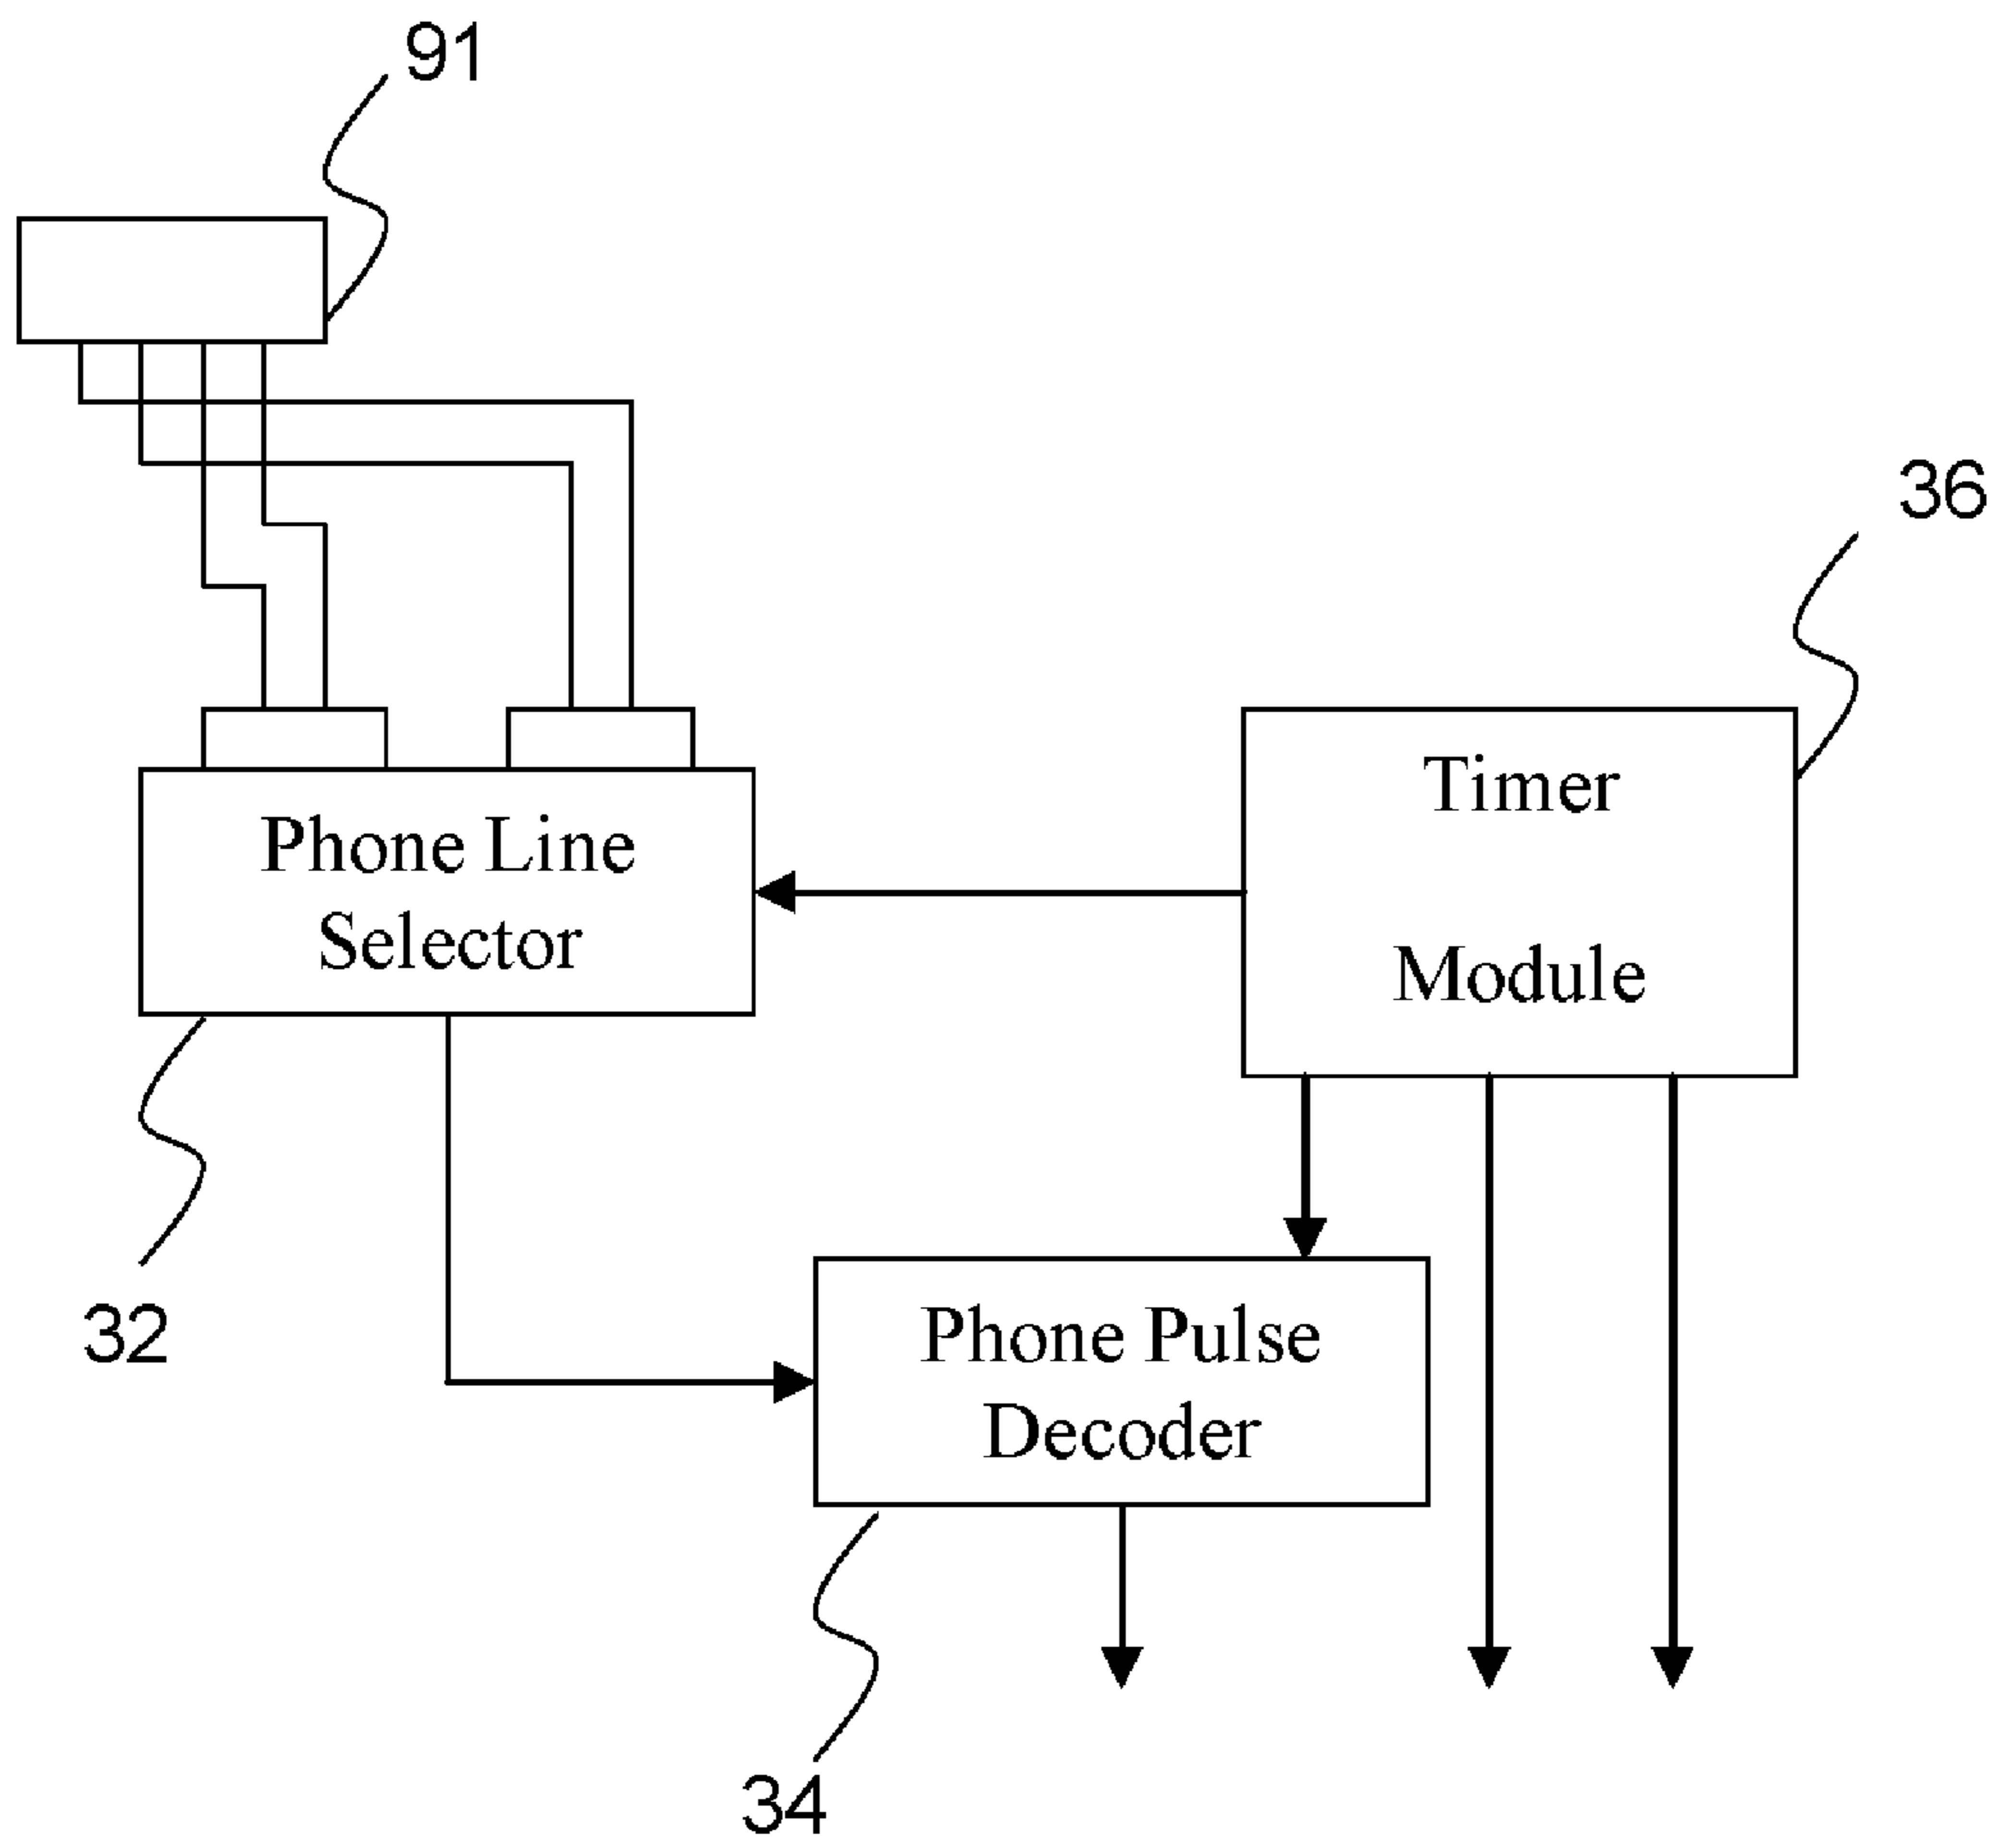 91
36
Timer
Module
Phone Line
Selector
32
Phone Pulse
Decoder
34